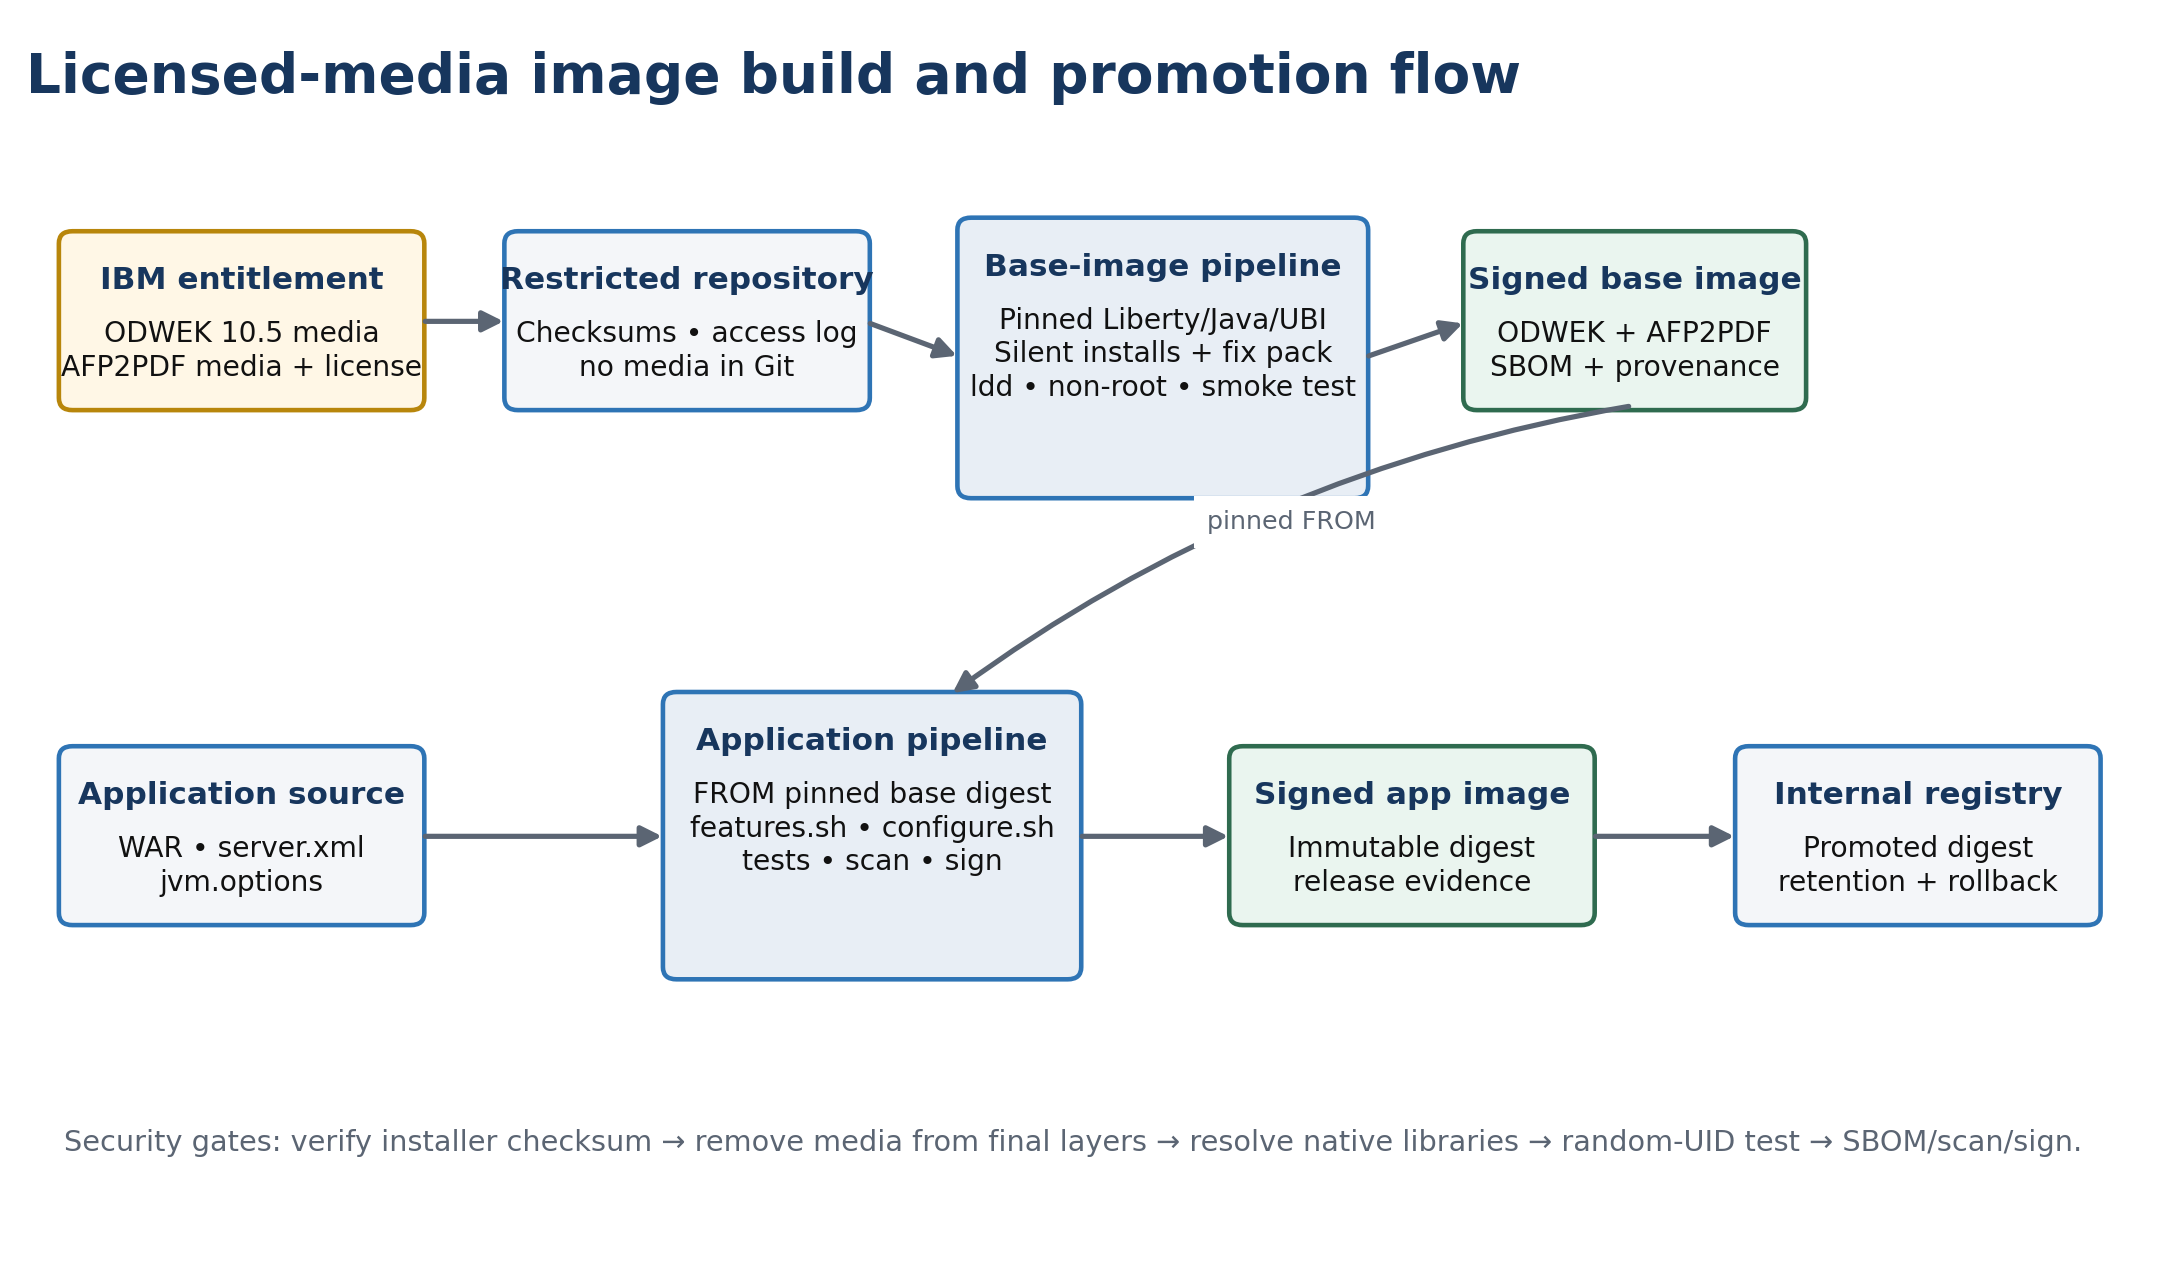 Licensed-media image build and promotion flow
IBM entitlement
ODWEK 10.5 media
AFP2PDF media + license
Restricted repository
Checksums • access log
no media in Git
Base-image pipeline
Pinned Liberty/Java/UBI
Silent installs + fix pack
ldd • non-root • smoke test
Signed base image
ODWEK + AFP2PDF
SBOM + provenance
pinned FROM
Application source
WAR • server.xml
jvm.options
Application pipeline
FROM pinned base digest
features.sh • configure.sh
tests • scan • sign
Signed app image
Immutable digest
release evidence
Internal registry
Promoted digest
retention + rollback
Security gates: verify installer checksum → remove media from final layers → resolve native libraries → random-UID test → SBOM/scan/sign.